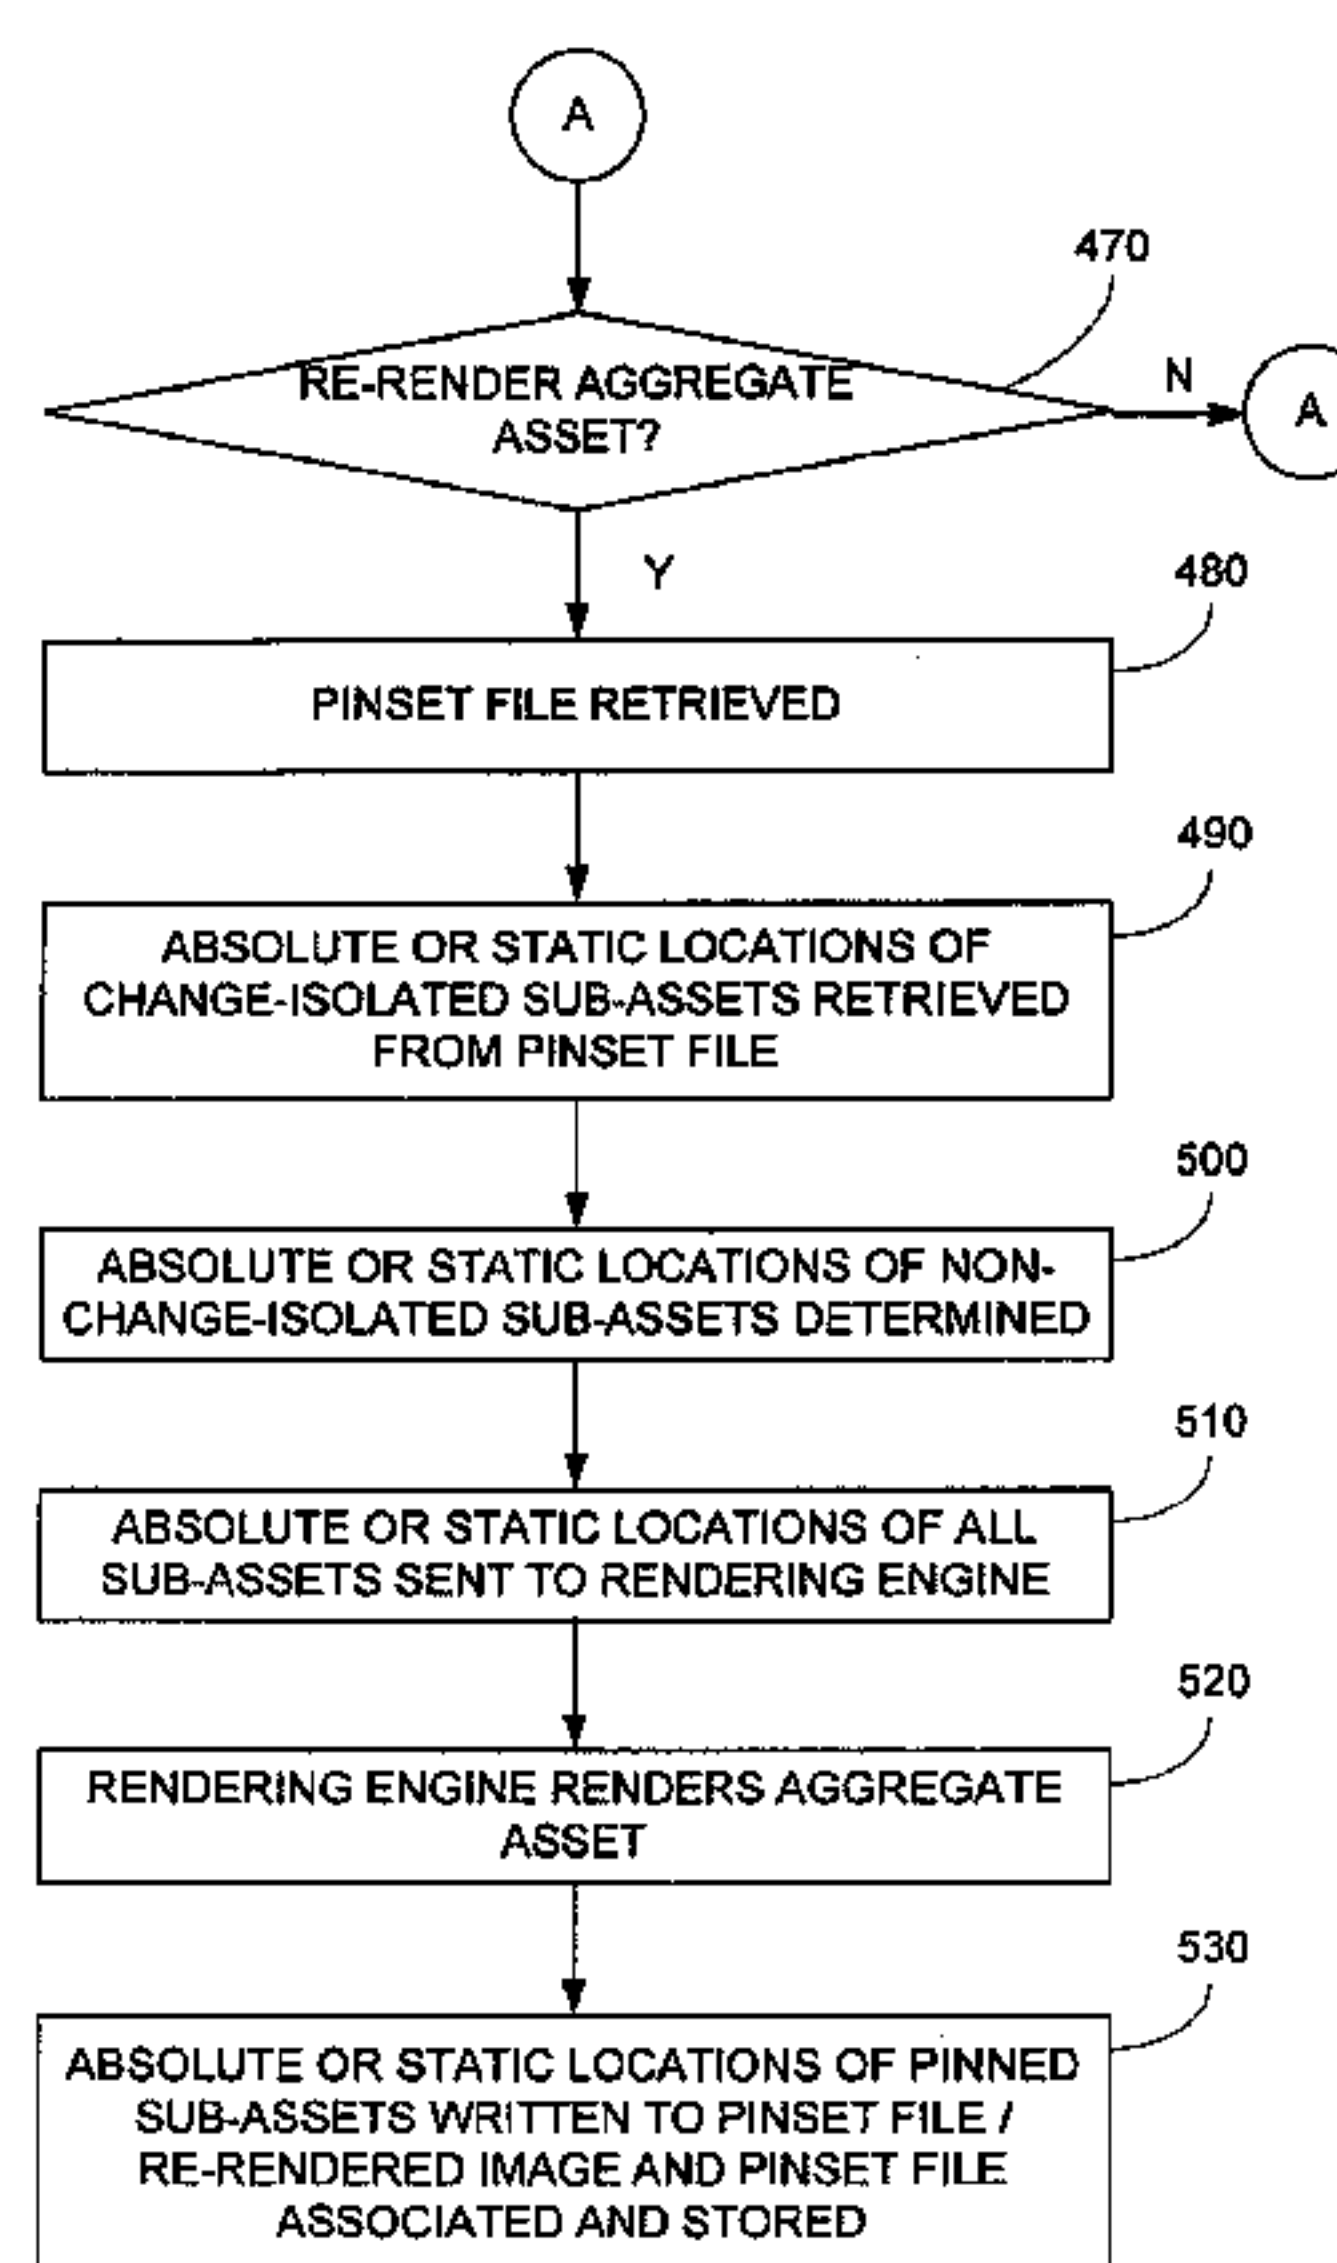 A
470
RE-RENDER AGGREGATE
ASSET?
N
A
Y
480
PINSET FILE RETRIEVED
490
ABSOLUTE OR STATIC LOCATIONS OF
CHANGE-ISOLATED SUB-ASSETS RETRIEVED
FROM PINSET FILE
500
ABSOLUTE OR STATIC LOCATIONS OF NON-
CHANGE-ISOLATED SUB-ASSETS DETERMINED
510
ABSOLUTE OR STATIC LOCATIONS OF ALL
SUB-ASSETS SENT TO RENDERING ENGINE
520
RENDERING ENGINE RENDERS AGGREGATE
ASSET
530
ABSOLUTE OR STATIC LOCATIONS OF PINNED
SUB-ASSETS WRITTEN TO PINSET FILE /
RE-RENDERED IMAGE AND PINSET FILE
ASSOCIATED AND STORED